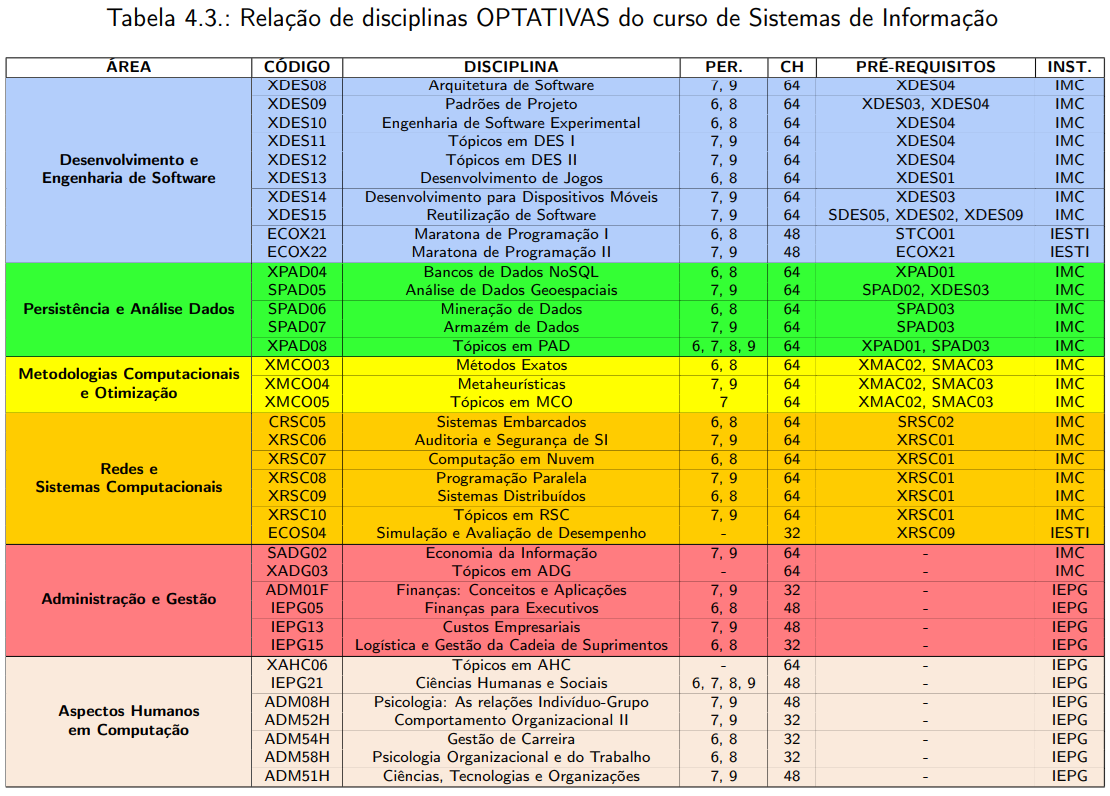 Tabela 4.3.: Relação de disciplinas OPTATIVAS do curso de Sistemas de Informação
ÁREA CÓDIGO DISCIPLINA PER. CH PRÉ-REQUISITOS INST.
Desenvolvimento e
Engenharia de Software
XDES08 Arquitetura de Software 7, 9 64 XDES04 IMC
XDES09 Padrões de Projeto 6, 8 64 XDES03, XDES04 IMC
XDES10 Engenharia de Software Experimental 6, 8 64 XDES04 IMC
XDES11 Tópicos em DES I 7, 9 64 XDES04 IMC
XDES12 Tópicos em DES II 7, 9 64 XDES04 IMC
XDES13 Desenvolvimento de Jogos 6, 8 64 XDES01 IMC
XDES14 Desenvolvimento para Dispositivos Móveis 7, 9 64 XDES03 IMC
XDES15 Reutilização de Software 7, 9 64 SDES05, XDES02, XDES09 IMC
ECOX21 Maratona de Programação I 6, 8 48 STCO01 IESTI
ECOX22 Maratona de Programação II 7, 9 48 ECOX21 IESTI
Persistência e Análise Dados
XPAD04 Bancos de Dados NoSQL 6, 8 64 XPAD01 IMC
SPAD05 Análise de Dados Geoespaciais 7, 9 64 SPAD02, XDES03 IMC
SPAD06 Mineração de Dados 6, 8 64 SPAD03 IMC
SPAD07 Armazém de Dados 7, 9 64 SPAD03 IMC
XPAD08 Tópicos em PAD 6, 7, 8, 9 64 XPAD01, SPAD03 IMC
Metodologias Computacionais
e Otimização
XMCO03 Métodos Exatos 6, 8 64 XMAC02, SMAC03 IMC
XMCO04 Metaheurísticas 7, 9 64 XMAC02, SMAC03 IMC
XMCO05 Tópicos em MCO 7 64 XMAC02, SMAC03 IMC
Redes e
Sistemas Computacionais
CRSC05 Sistemas Embarcados 6, 8 64 SRSC02 IMC
XRSC06 Auditoria e Segurança de SI 7, 9 64 XRSC01 IMC
XRSC07 Computação em Nuvem 6, 8 64 XRSC01 IMC
XRSC08 Programação Paralela 7, 9 64 XRSC01 IMC
XRSC09 Sistemas Distribuídos 6, 8 64 XRSC01 IMC
XRSC10 Tópicos em RSC 7, 9 64 XRSC01 IMC
ECOS04 Simulação e Avaliação de Desempenho - 32 XRSC09 IESTI
Administração e Gestão
SADG02 Economia da Informação 7, 9 64 - IMC
XADG03 Tópicos em ADG - 64 - IMC
ADM01F Finanças: Conceitos e Aplicações 7, 9 32 - IEPG
IEPG05 Finanças para Executivos 6, 8 48 - IEPG
IEPG13 Custos Empresariais 7, 9 48 - IEPG
IEPG15 Logística e Gestão da Cadeia de Suprimentos 6, 8 32 - IEPG
Aspectos Humanos
em Computação
XAHC06 Tópicos em AHC - 64 - IEPG
IEPG21 Ciências Humanas e Sociais 6, 7, 8, 9 48 - IEPG
ADM08H Psicologia: As relações Indivíduo-Grupo 7, 9 48 - IEPG
ADM52H Comportamento Organizacional II 7, 9 32 - IEPG
ADM54H Gestão de Carreira 6, 8 32 - IEPG
ADM58H Psicologia Organizacional e do Trabalho 6, 8 32 - IEPG
ADM51H Ciências, Tecnologias e Organizações 7, 9 48 - IEPG